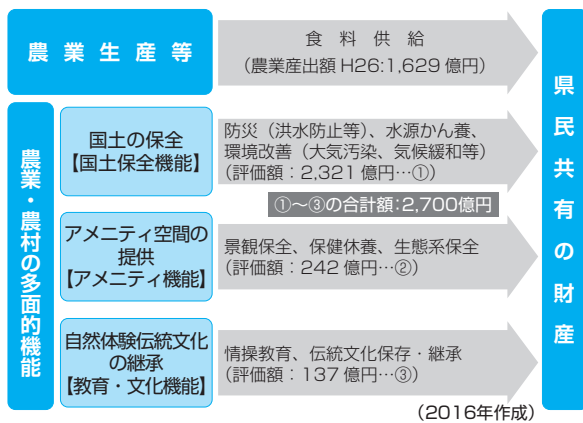 農業生産等
食料供給
（農業産出額 H26:1,629 億円）
県民共有の財産
農業・農村の多面的機能
国土の保全
【国土保全機能】
防災（洪水防止等）、水源かん養、
環境改善（大気汚染、気候緩和等）
（評価額：2,321 億円…①）
①～③の合計額：2,700億円
アメニティ空間の
提供
【アメニティ機能】
景観保全、保健休養、生態系保全
（評価額：242 億円…②）
自然体験伝統文化
の継承
【教育・文化機能】
情操教育、伝統文化保存・継承
（評価額：137 億円…③）
（2016年作成）